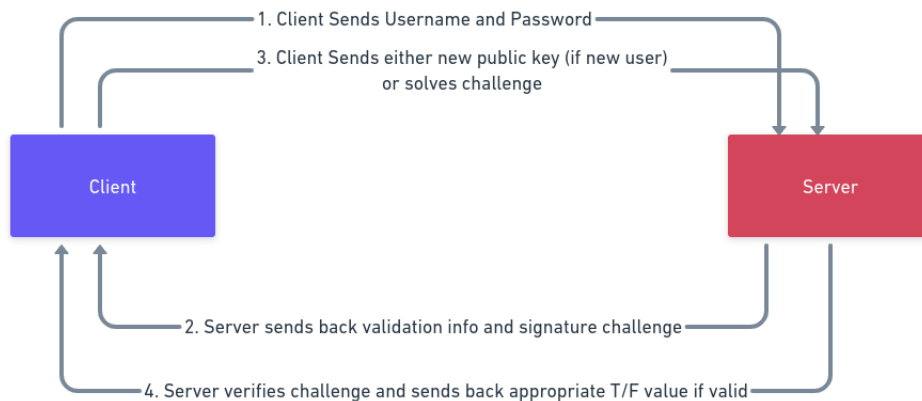 1. Client Sends Username and Password
3. Client Sends either new public key (if new user)
or solves challenge
Client
Server
2. Server sends back validation info and signature challenge
4. Server verifies challenge and sends back appropriate T/F value if valid